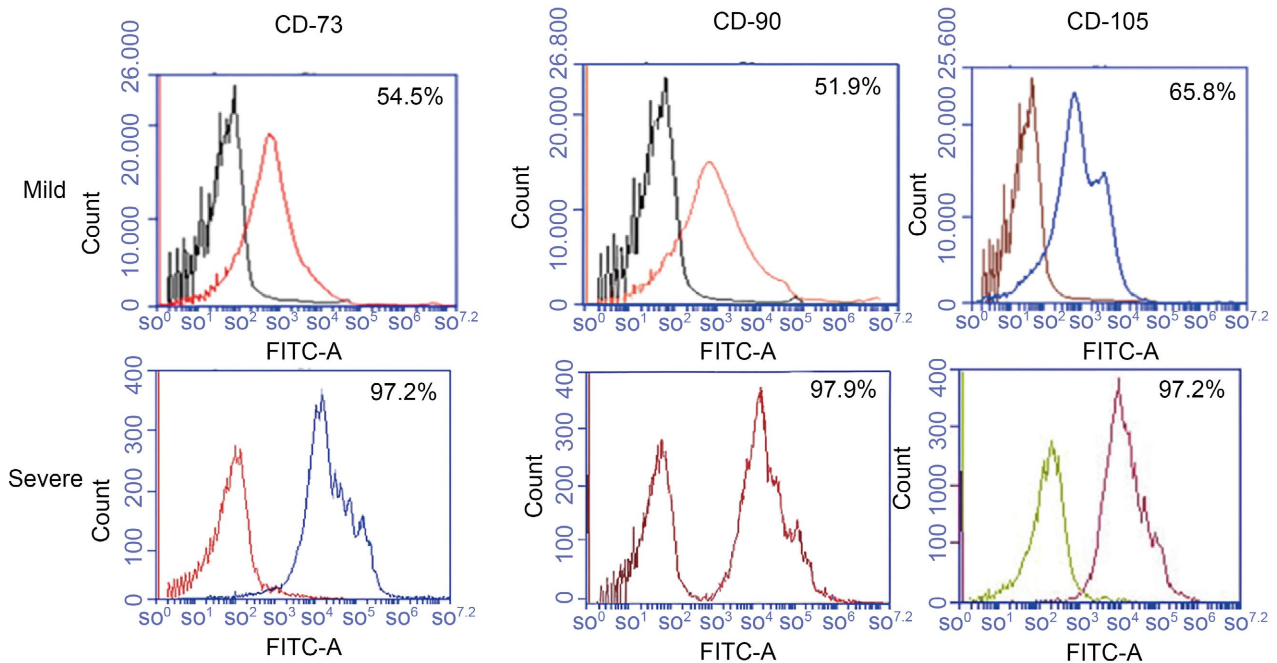 CD-73
CD-90
CD-105
Mild
Count
26.000
20.000
10.000
0
54.5%
SO⁰ SO¹ SO² SO³ SO⁴ SO⁵ SO⁶ SO⁷·²
FITC-A
Count
26.800
20.000
10.000
0
51.9%
SO⁰ SO¹ SO² SO³ SO⁴ SO⁵ SO⁶ SO⁷·²
FITC-A
Count
25.600
20.000
10.000
0
65.8%
SO⁰ SO¹ SO² SO³ SO⁴ SO⁵ SO⁶ SO⁷·²
FITC-A
Severe
Count
400
300
200
100
0
97.2%
SO⁰ SO¹ SO² SO³ SO⁴ SO⁵ SO⁶ SO⁷·²
FITC-A
Count
400
300
200
100
0
97.9%
SO⁰ SO¹ SO² SO³ SO⁴ SO⁵ SO⁶ SO⁷·²
FITC-A
Count
400
300
1000
100
0
97.2%
SO⁰ SO¹ SO² SO³ SO⁴ SO⁵ SO⁶ SO⁷·²
FITC-A